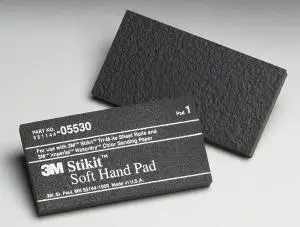 PART NO.
051144-05530
Pad 1
For use with 3M™ Stikit™ Tri-M-ite Sheet Rolls and
3M™ Imperial™ Wetordry™ Color Sanding Paper
3M Stikit™
Soft Hand Pad
3M St. Paul, MN 55144-1000 Made in U.S.A.